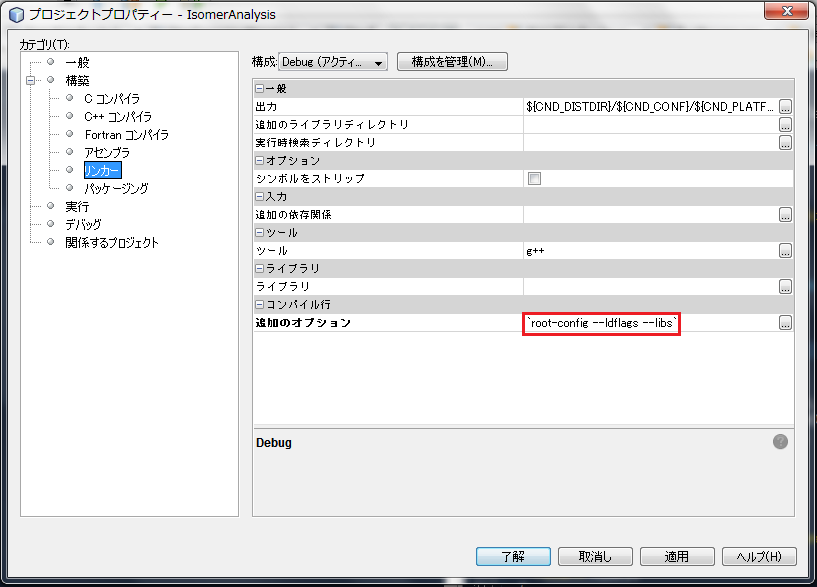 プロジェクトプロパティー - IsomerAnalysis
カテゴリ(T):
一般
構築
C コンパイラ
C++ コンパイラ
Fortran コンパイラ
アセンブラ
リンカー
パッケージング
実行
デバッグ
関係するプロジェクト
構成: Debug (アクティ... 構成を管理(M)...
一般
出力 ${CND_DISTDIR}/${CND_CONF}/${CND_PLATF... ...
追加のライブラリディレクトリ ...
実行時検索ディレクトリ ...
オプション
シンボルをストリップ
入力
追加の依存関係 ...
ツール
ツール g++ ...
ライブラリ
ライブラリ ...
コンパイル行
追加のオプション `root-config --ldflags --libs` ...
Debug ?
了解 取消し 適用 ヘルプ(H)